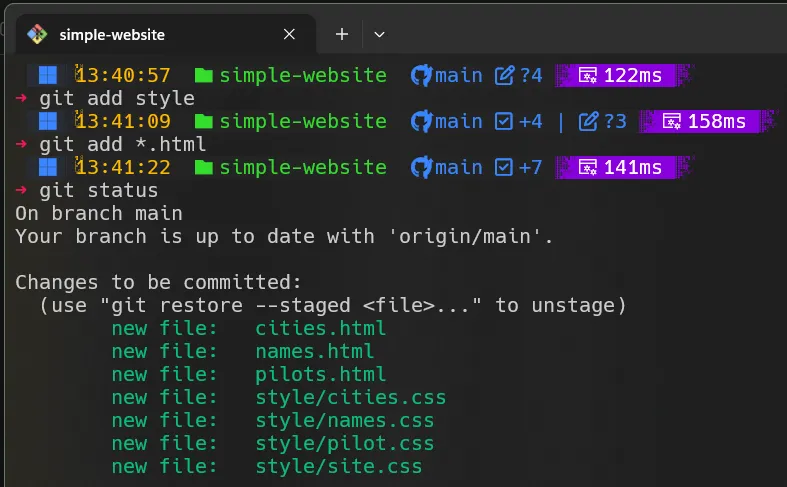 simple-website
13:40:57 simple-website main ?4 122ms
→ git add style
13:41:09 simple-website main +4 | ?3 158ms
→ git add *.html
13:41:22 simple-website main +7 141ms
→ git status
On branch main
Your branch is up to date with 'origin/main'.
Changes to be committed:
(use "git restore --staged <file>..." to unstage)
new file: cities.html
new file: names.html
new file: pilots.html
new file: style/cities.css
new file: style/names.css
new file: style/pilot.css
new file: style/site.css